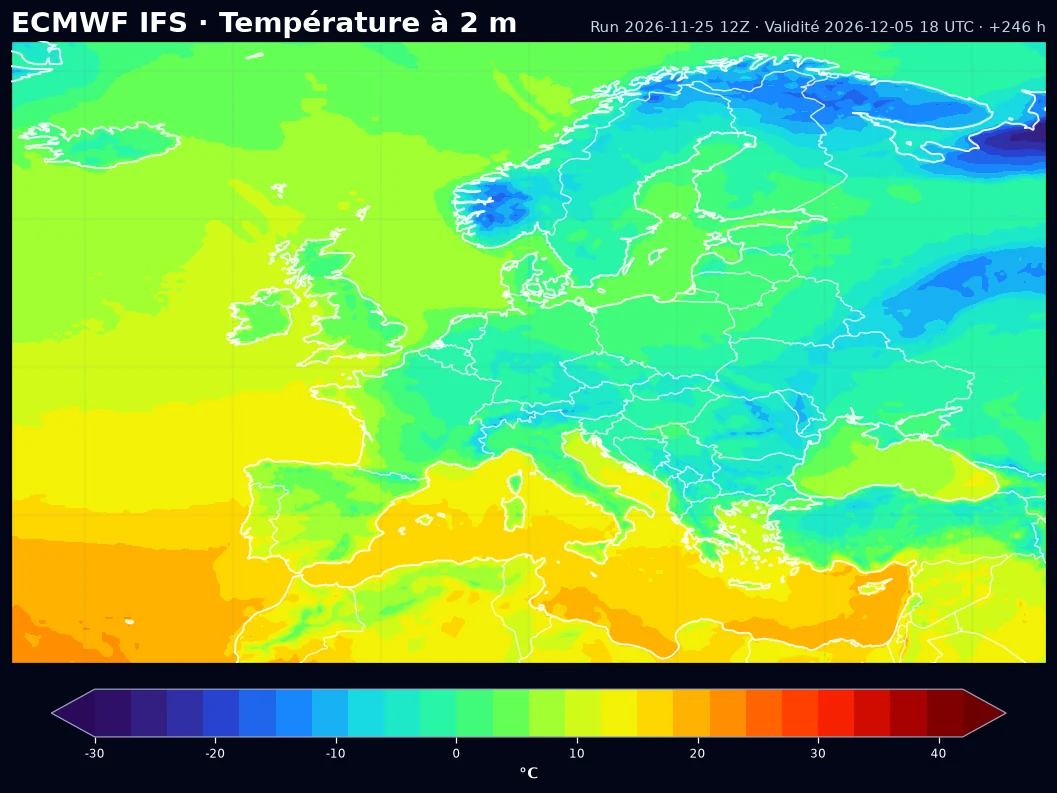 ECMWF IFS · Température à 2 m
Run 2026-11-25 12Z · Validité 2026-12-05 18 UTC · +246 h
-30 -20 -10 0 10 20 30 40
°C